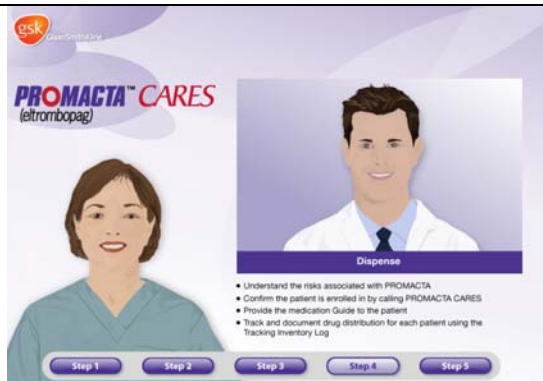 gsk
GlaxoSmithKline
PROMACTA™ CARES
(eltrombopag)
Dispense
• Understand the risks associated with PROMACTA
• Confirm the patient is enrolled in by calling PROMACTA CARES
• Provide the medication Guide to the patient
• Track and document drug distribution for each patient using the
Tracking Inventory Log
Step 1
Step 2
Step 3
Step 4
Step 5